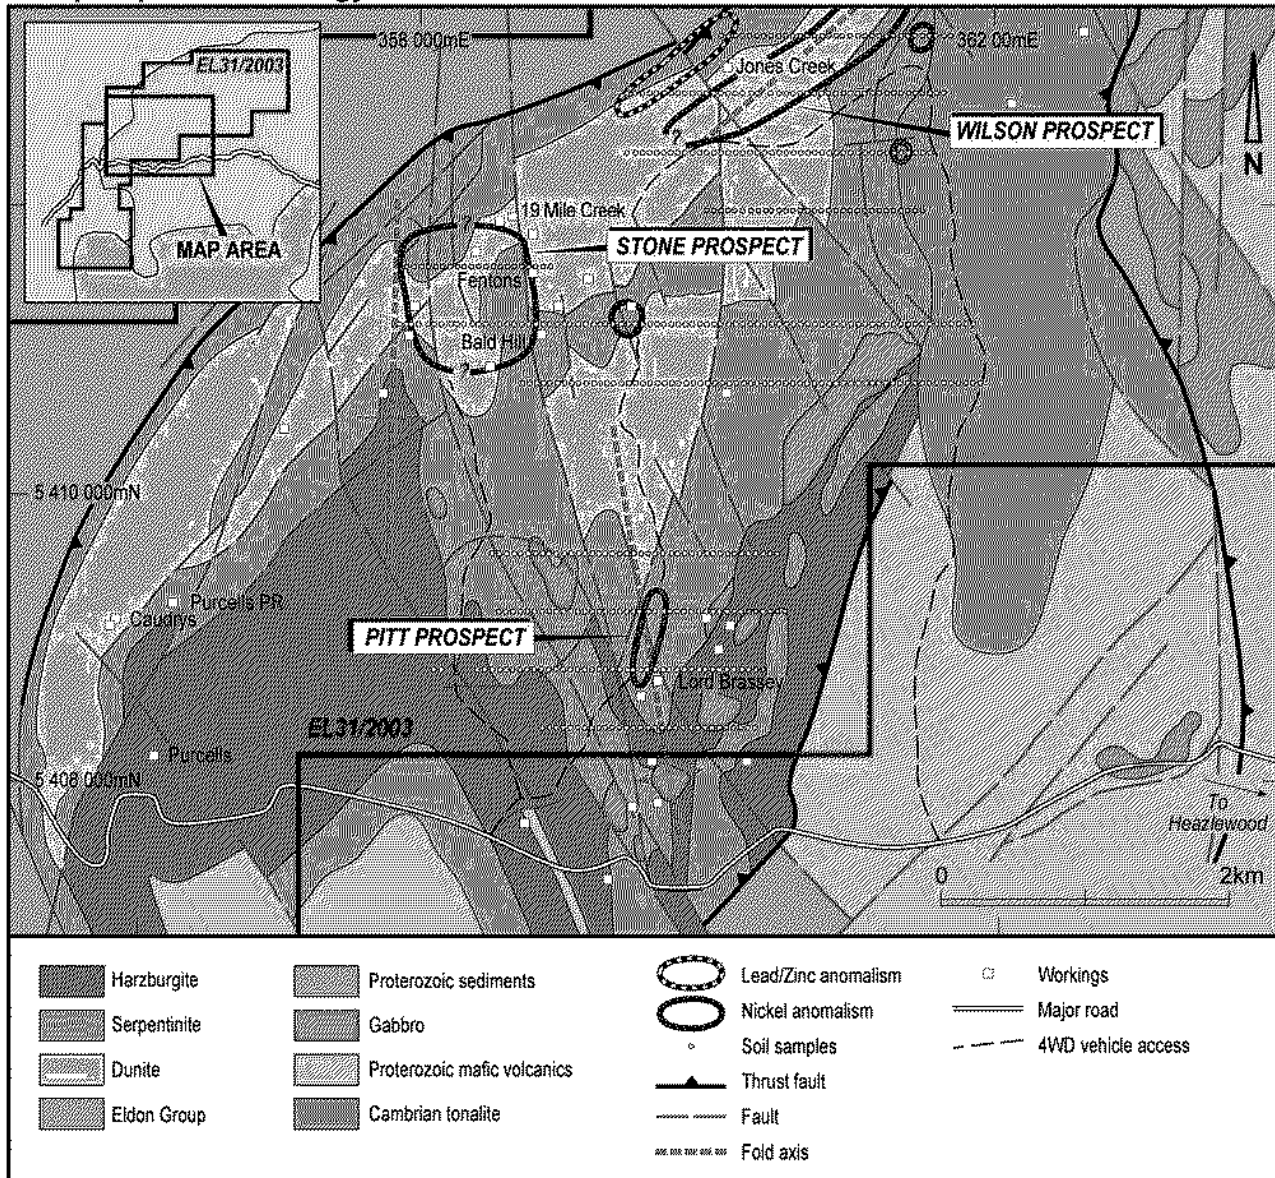 EL31/2003
MAP AREA
358 000mE
362 00mE
Jones Creek
WILSON PROSPECT
N
?
19 Mile Creek
?
STONE PROSPECT
Fentons
Bald Hill
?
5 410 000mN
Purcells PR
Caudrys
PITT PROSPECT
Lord Brassey
EL31/2003
Purcells
5 408 000mN
To
Heazlewood
0 2km
Harzburgite
Serpentinite
Dunite
Eldon Group
Proterozoic sediments
Gabbro
Proterozoic mafic volcanics
Cambrian tonalite
Lead/Zinc anomalism
Nickel anomalism
Soil samples
Thrust fault
Fault
Fold axis
Workings
Major road
4WD vehicle access